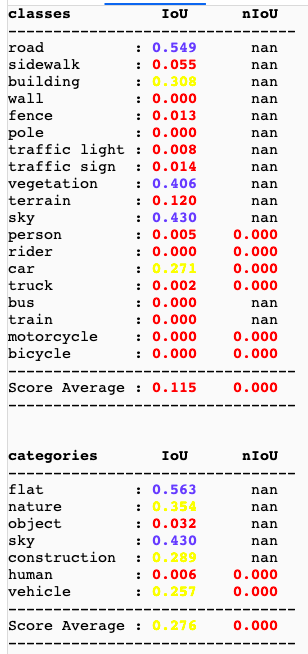 classes IoU nIoU
--------------------------------
road : 0.549 nan
sidewalk : 0.055 nan
building : 0.308 nan
wall : 0.000 nan
fence : 0.013 nan
pole : 0.000 nan
traffic light : 0.008 nan
traffic sign : 0.014 nan
vegetation : 0.406 nan
terrain : 0.120 nan
sky : 0.430 nan
person : 0.005 0.000
rider : 0.000 0.000
car : 0.271 0.000
truck : 0.002 0.000
bus : 0.000 nan
train : 0.000 nan
motorcycle : 0.000 0.000
bicycle : 0.000 0.000
--------------------------------
Score Average : 0.115 0.000
--------------------------------
categories IoU nIoU
--------------------------------
flat : 0.563 nan
nature : 0.354 nan
object : 0.032 nan
sky : 0.430 nan
construction : 0.289 nan
human : 0.006 0.000
vehicle : 0.257 0.000
--------------------------------
Score Average : 0.276 0.000
--------------------------------